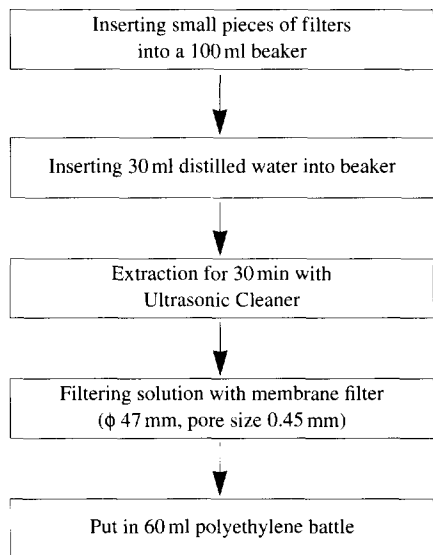 Inserting small pieces of filters
into a 100 ml beaker
Inserting 30 ml distilled water into beaker
Extraction for 30 min with
Ultrasonic Cleaner
Filtering solution with membrane filter
(ϕ 47 mm, pore size 0.45 mm)
Put in 60 ml polyethylene battle